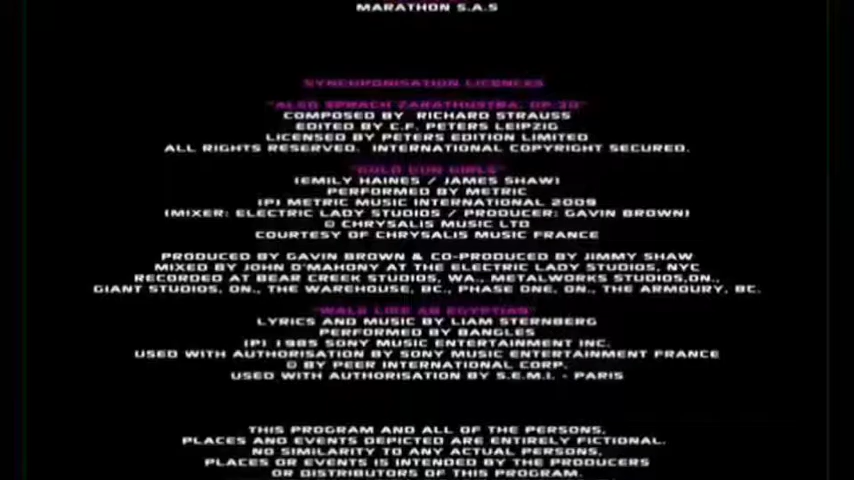 MARATHON S.A.S
SYNCHRONISATION LICENCES
"ALSO SPRACH ZARATHUSTRA, OP.30"
COMPOSED BY RICHARD STRAUSS
EDITED BY C.F. PETERS LEIPZIG
LICENSED BY PETERS EDITION LIMITED
ALL RIGHTS RESERVED. INTERNATIONAL COPYRIGHT SECURED.
"GOLD GUN GIRLS"
(EMILY HAINES / JAMES SHAW)
PERFORMED BY METRIC
(P) METRIC MUSIC INTERNATIONAL 2009
(MIXER: ELECTRIC LADY STUDIOS / PRODUCER: GAVIN BROWN)
© CHRYSALIS MUSIC LTD
COURTESY OF CHRYSALIS MUSIC FRANCE
PRODUCED BY GAVIN BROWN & CO-PRODUCED BY JIMMY SHAW
MIXED BY JOHN O'MAHONY AT THE ELECTRIC LADY STUDIOS, NYC
RECORDED AT BEAR CREEK STUDIOS, WA., METALWORKS STUDIOS,ON.,
GIANT STUDIOS, ON., THE WAREHOUSE, BC., PHASE ONE, ON., THE ARMOURY, BC.
"WALK LIKE AN EGYPTIAN"
LYRICS AND MUSIC BY LIAM STERNBERG
PERFORMED BY BANGLES
(P) 1985 SONY MUSIC ENTERTAINMENT INC.
USED WITH AUTHORISATION BY SONY MUSIC ENTERTAINMENT FRANCE
© BY PEER INTERNATIONAL CORP.
USED WITH AUTHORISATION BY S.E.M.I. - PARIS
THIS PROGRAM AND ALL OF THE PERSONS,
PLACES AND EVENTS DEPICTED ARE ENTIRELY FICTIONAL.
NO SIMILARITY TO ANY ACTUAL PERSONS,
PLACES OR EVENTS IS INTENDED BY THE PRODUCERS
OR DISTRIBUTORS OF THIS PROGRAM.